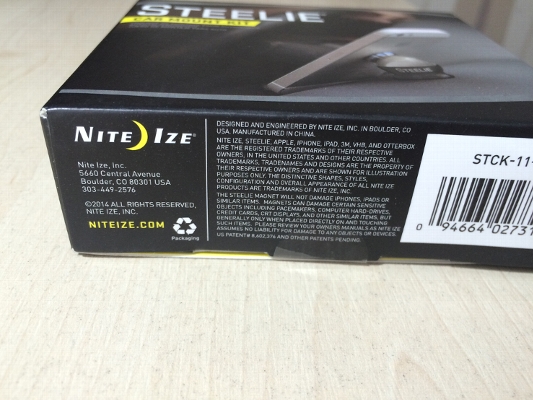 STEELIE
CAR MOUNT KIT
STEELIE
NITE IZE®
Nite Ize, Inc.
5660 Central Avenue
Boulder, CO 80301 USA
303-449-2576
©2014 ALL RIGHTS RESERVED,
NITE IZE, INC.
NITEIZE.COM
Packaging
DESIGNED AND ENGINEERED BY NITE IZE, INC. IN BOULDER, CO
USA. MANUFACTURED IN CHINA.
NITE IZE, STEELIE, APPLE, IPHONE, IPAD, 3M, VHB, AND OTTERBOX
ARE THE REGISTERED TRADEMARKS OF THEIR RESPECTIVE
OWNERS, IN THE UNITED STATES AND OTHER COUNTRIES. ALL
TRADEMARKS, TRADENAMES AND DESIGNS ARE THE PROPERTY OF
THEIR RESPECTIVE OWNERS AND ARE SHOWN FOR ILLUSTRATION
PURPOSES ONLY. THE DISTINCTIVE SHAPES, STYLES,
CONFIGURATION AND OVERALL APPEARANCE OF ALL NITE IZE
PRODUCTS ARE TRADEMARKS OF NITE IZE, INC.
THE STEELIE MAGNET WILL NOT DAMAGE IPHONES, IPADS OR
SIMILAR ITEMS. MAGNETS CAN DAMAGE CERTAIN SENSITIVE
OBJECTS INCLUDING PACEMAKERS, COMPUTER HARD-DRIVES,
CREDIT CARDS, CRT DISPLAYS, AND OTHER SIMILAR ITEMS, BUT
GENERALLY ONLY WHEN PLACED DIRECTLY ON AND TOUCHING
SUCH ITEMS. PLEASE REVIEW YOUR OWNERS MANUALS AS NITE IZE
ASSUMES NO LIABILITY FOR DAMAGE TO ANY OBJECTS OR DEVICES.
US PATENT# 8,602,376 AND OTHER PATENTS PENDING.
STCK-11-
0 94664 02731